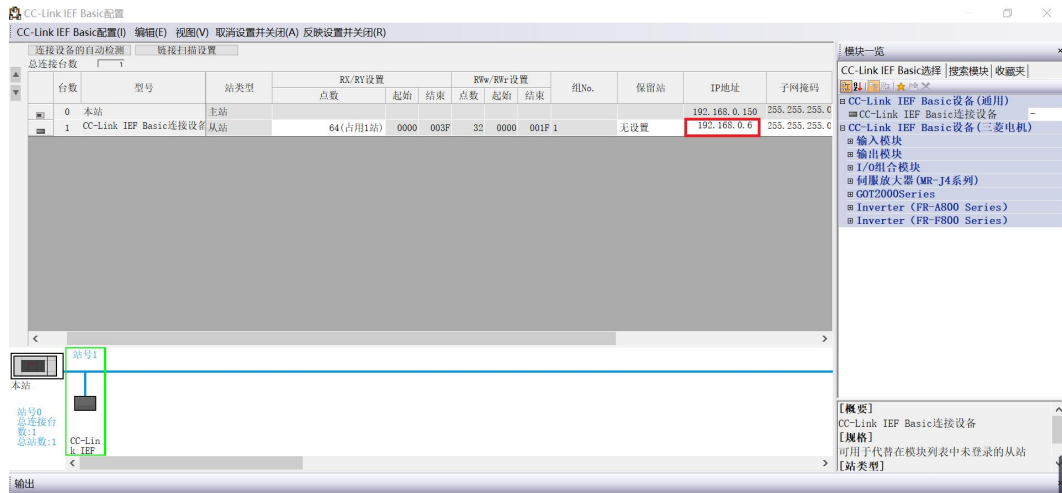 CC-Link IEF Basic配置
CC-Link IEF Basic配置(I) 编辑(E) 视图(V) 取消设置并关闭(A) 反映设置并关闭(R)
连接设备的自动检测 链接扫描设置
总连接台数 1
台数 型号 站类型 RX/RY设置 RWw/RWr设置 组No. 保留站 IP地址 子网掩码
点数 起始 结束 点数 起始 结束
0 本站 主站 192.168.0.150 255.255.255.0
1 CC-Link IEF Basic连接设备 从站 64(占用1站) 0000 003F 32 0000 001F 1 无设置 192.168.0.6 255.255.255.0
站号1
本站
站号0
总连接台
数:1
总站数:1
CC-Lin
k IEF
模块一览
CC-Link IEF Basic选择 搜索模块 收藏夹
CC-Link IEF Basic设备(通用)
CC-Link IEF Basic连接设备 -
CC-Link IEF Basic设备(三菱电机)
输入模块
输出模块
I/O组合模块
伺服放大器(MR-J4系列)
GOT2000Series
Inverter (FR-A800 Series)
Inverter (FR-F800 Series)
[概要]
CC-Link IEF Basic连接设备
[规格]
可用于代替在模块列表中未登录的从站
[站类型]
输出